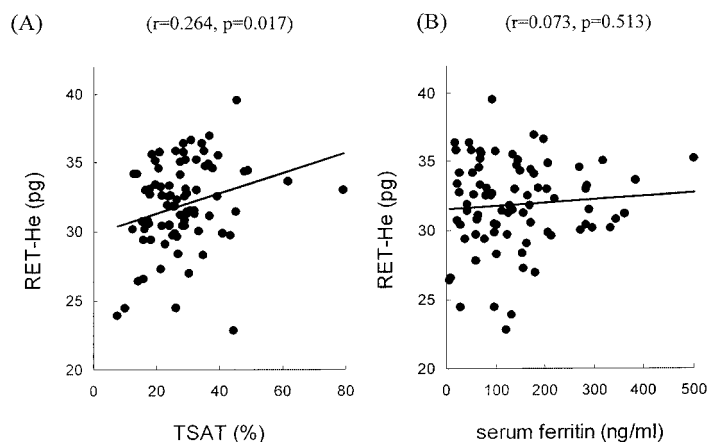 (A) (r=0.264, p=0.017)
(B) (r=0.073, p=0.513)
RET-He (pg)
40
35
30
25
20
0 20 40 60 80
TSAT (%)
RET-He (pg)
40
35
30
25
20
0 100 200 300 400 500
serum ferritin (ng/ml)